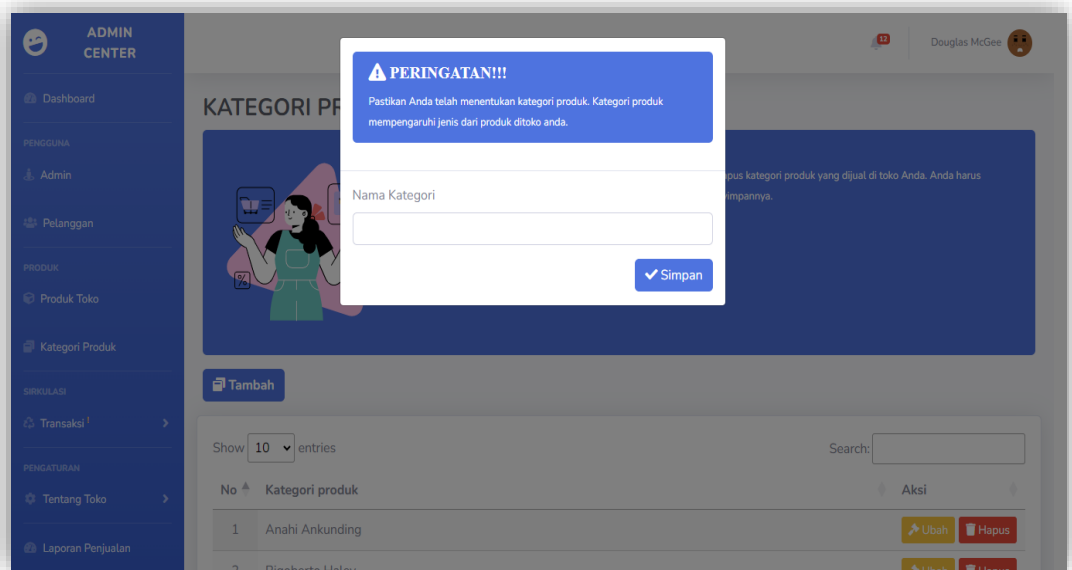 ADMIN
CENTER
Dashboard
PENGGUNA
Admin
Pelanggan
PRODUK
Produk Toko
Kategori Produk
SIRKULASI
Transaksi !
PENGATURAN
Tentang Toko
Laporan Penjualan
12
Douglas McGee
KATEGORI
PERINGATAN!!!
Pastikan Anda telah menentukan kategori produk. Kategori produk
mempengaruhi jenis dari produk ditoko anda.
kategori produk yang dijual di toko Anda. Anda harus
Nama Kategori
Simpan
%
Tambah
Show 10 entries
Search:
No Kategori produk Aksi
1 Anahi Ankunding Ubah Hapus